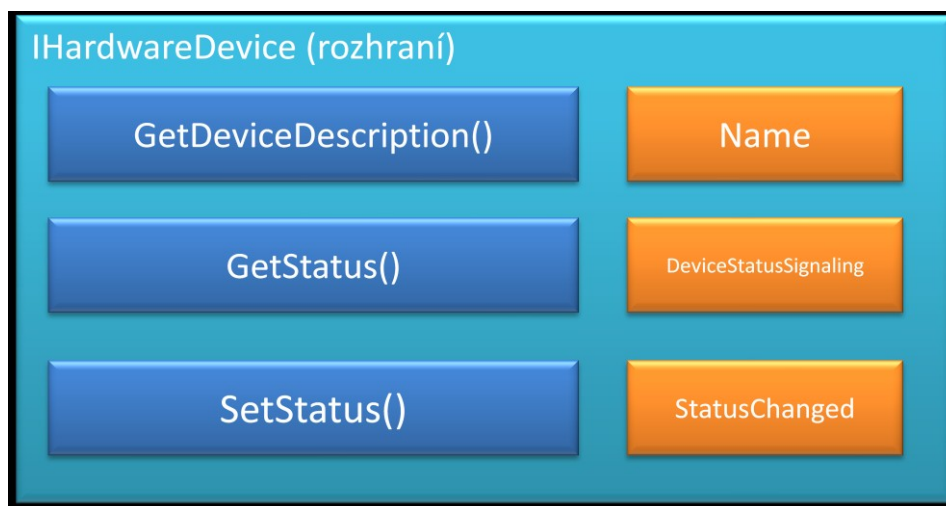 IHardwareDevice (rozhraní)
GetDeviceDescription()
Name
GetStatus()
DeviceStatusSignaling
SetStatus()
StatusChanged